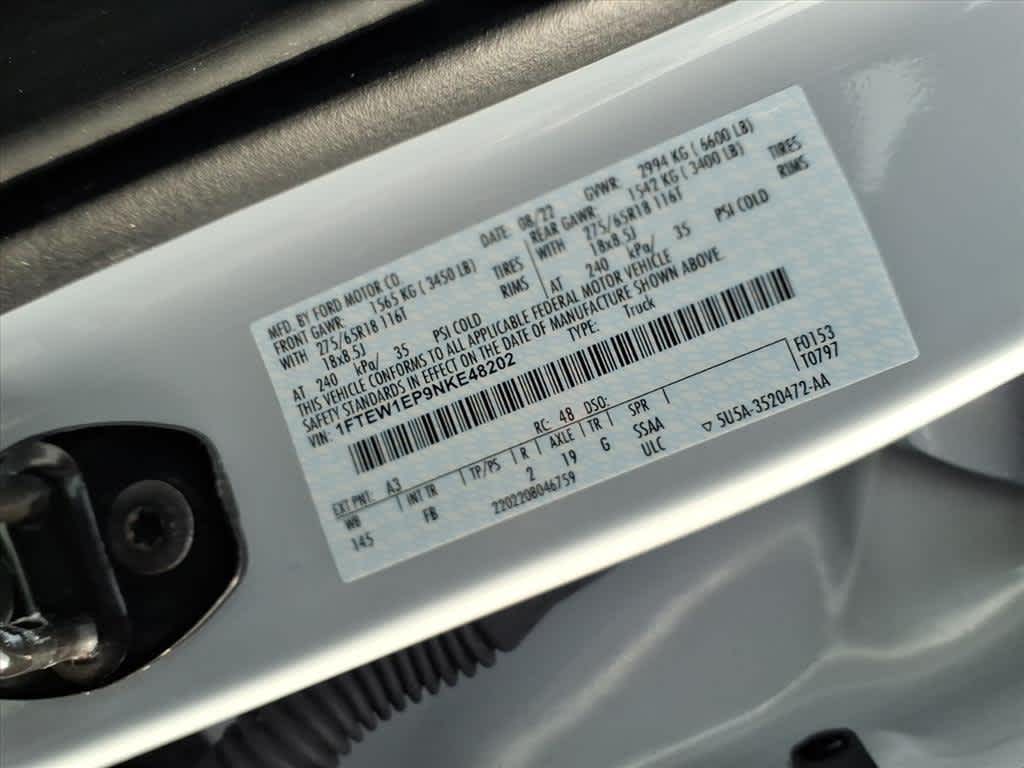 MFD. BY FORD MOTOR CO. DATE: 08/22 GVWR: 2994 KG ( 6600 LB)
FRONT GAWR: 1565 KG ( 3450 LB) REAR GAWR: 1542 KG ( 3400 LB)
WITH 275/65R18 116T TIRES WITH 275/65R18 116T TIRES
18x8.5J RIMS 18x8.5J RIMS
AT 240 kPa/ 35 PSI COLD AT 240 kPa/ 35 PSI COLD
THIS VEHICLE CONFORMS TO ALL APPLICABLE FEDERAL MOTOR VEHICLE
SAFETY STANDARDS IN EFFECT ON THE DATE OF MANUFACTURE SHOWN ABOVE.
VIN: 1FTEW1EP9NKE48202 TYPE: Truck
F0153
T0797
EXT PNT: A3 RC: 48 DSO:
WB INT TR TP/PS R AXLE TR SPR
145 FB 2 19 G SSAA
2202208046759 ULC
▽ 5U5A-3520472-AA